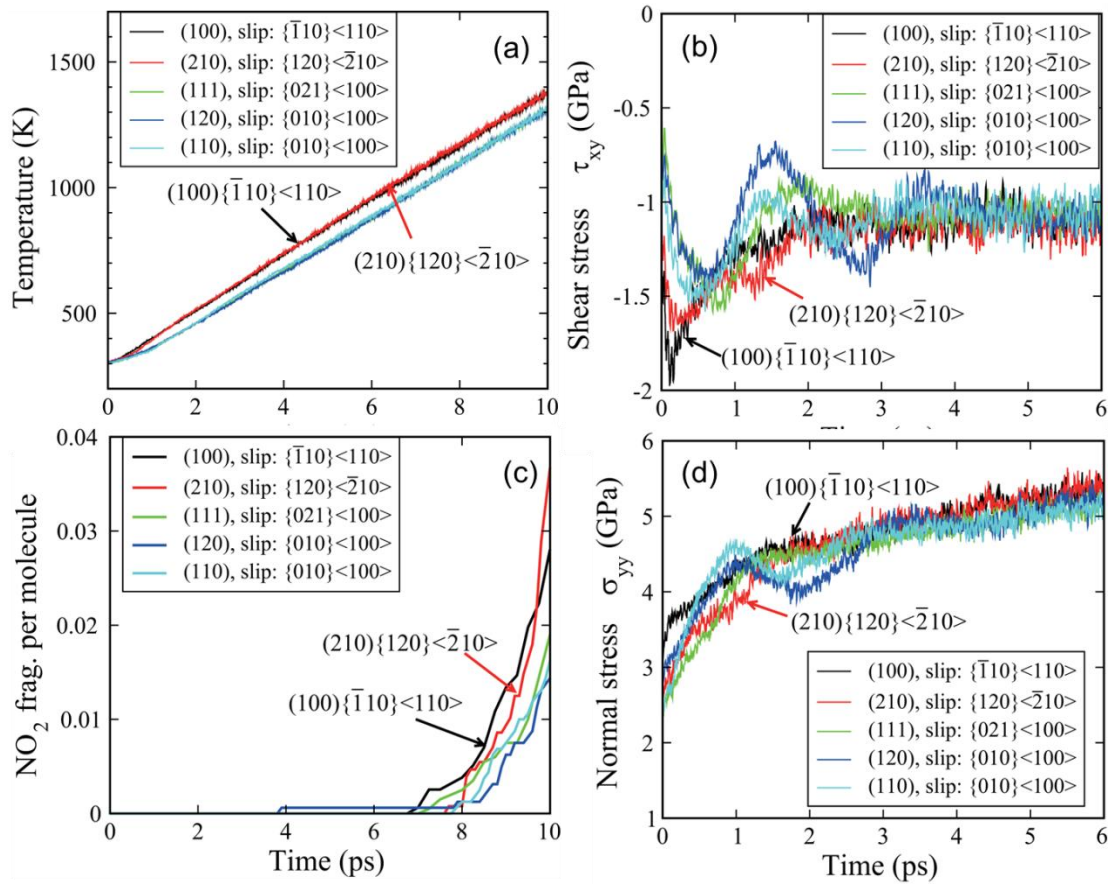 (a)
Temperature (K)
1500
1000
500
0 2 4 6 8 10
(100), slip: {1̅10}<110>
(210), slip: {120}<2̅10>
(111), slip: {021}<100>
(120), slip: {010}<100>
(110), slip: {010}<100>
(100){1̅10}<110>
(210){120}<2̅10>
(b)
Shear stress τxy (GPa)
0
-0.5
-1
-1.5
-2
0 1 2 3 4 5 6
(100), slip: {1̅10}<110>
(210), slip: {120}<2̅10>
(111), slip: {021}<100>
(120), slip: {010}<100>
(110), slip: {010}<100>
(210){120}<2̅10>
(100){1̅10}<110>
(c)
NO2 frag. per molecule
0.04
0.03
0.02
0.01
0
0 2 4 6 8 10
Time (ps)
(100), slip: {1̅10}<110>
(210), slip: {120}<2̅10>
(111), slip: {021}<100>
(120), slip: {010}<100>
(110), slip: {010}<100>
(210){120}<2̅10>
(100){1̅10}<110>
(d)
Normal stress σyy (GPa)
6
5
4
3
2
1
0 1 2 3 4 5 6
Time (ps)
(100){1̅10}<110>
(210){120}<2̅10>
(100), slip: {1̅10}<110>
(210), slip: {120}<2̅10>
(111), slip: {021}<100>
(120), slip: {010}<100>
(110), slip: {010}<100>